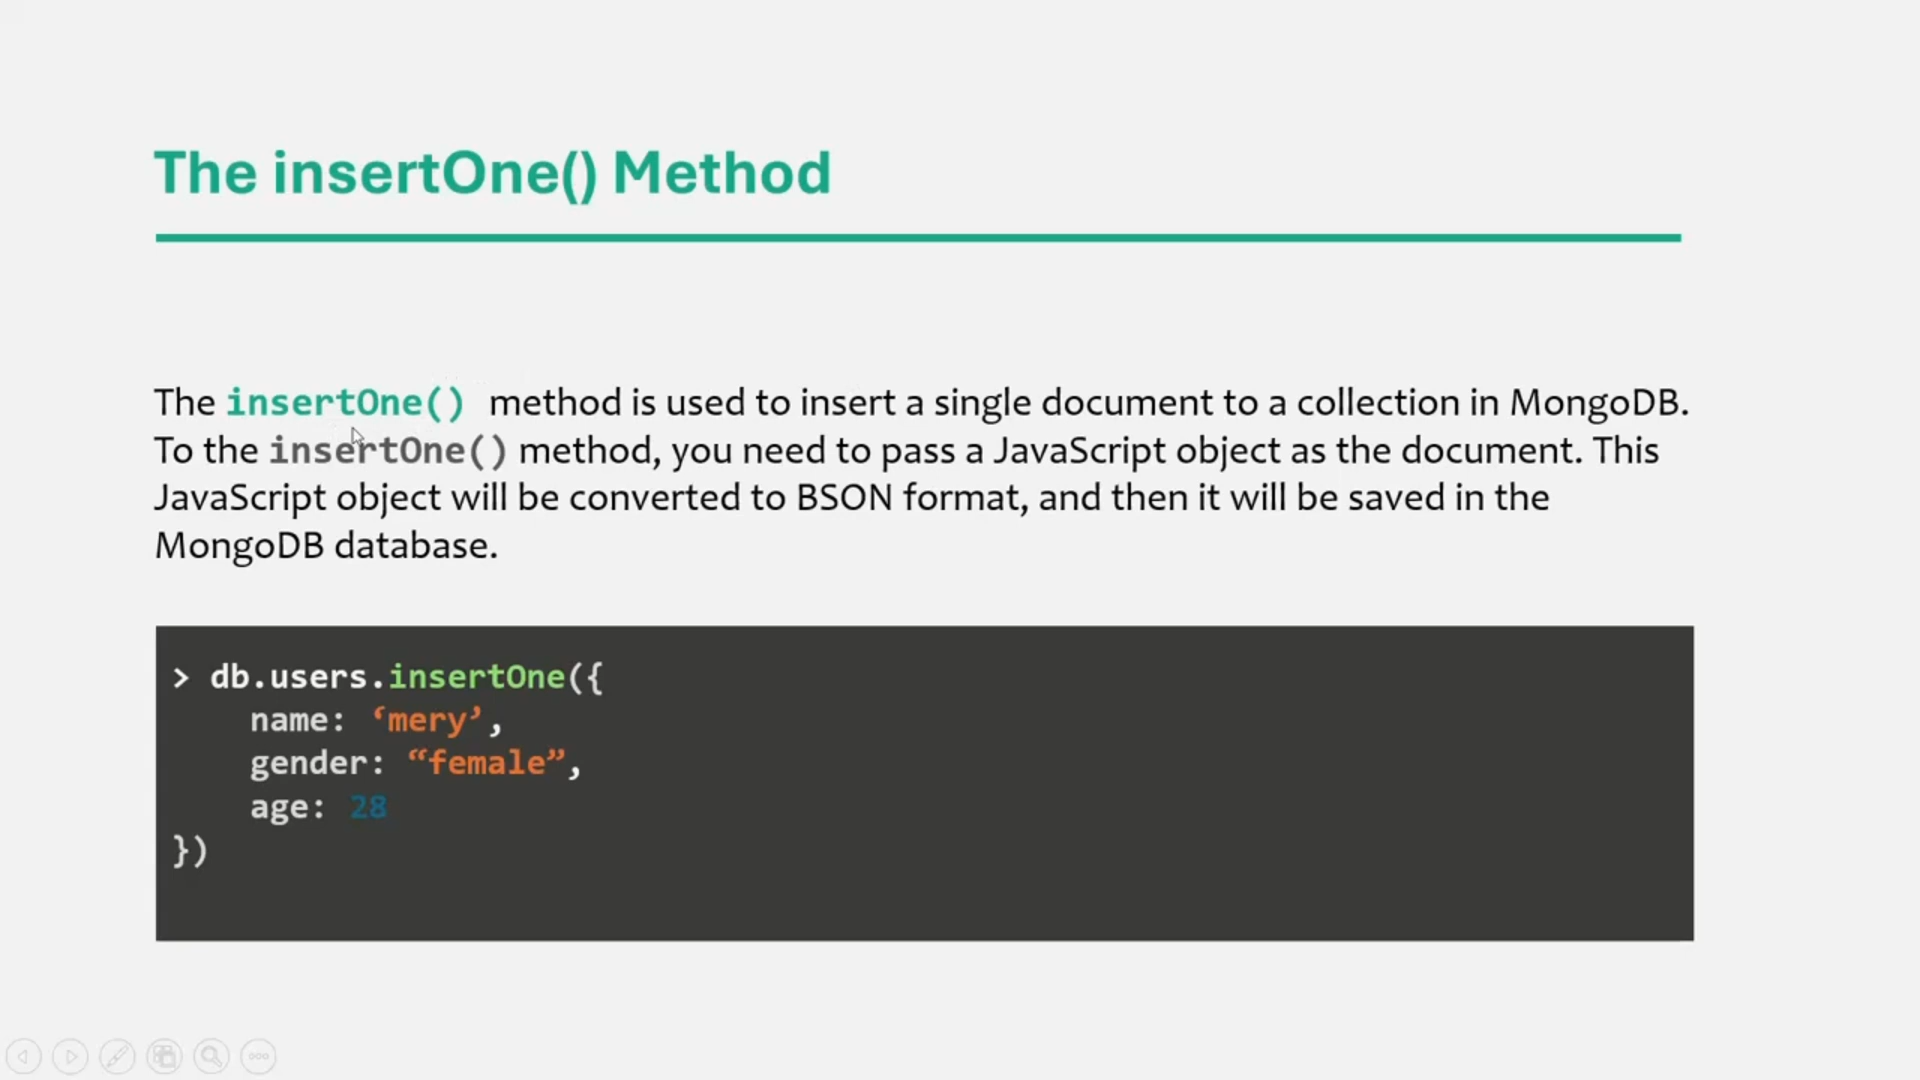 The insertOne() Method
The insertOne() method is used to insert a single document to a collection in MongoDB.
To the insertOne() method, you need to pass a JavaScript object as the document. This
JavaScript object will be converted to BSON format, and then it will be saved in the
MongoDB database.
> db.users.insertOne({
name: ‘mery’,
gender: “female”,
age: 28
})